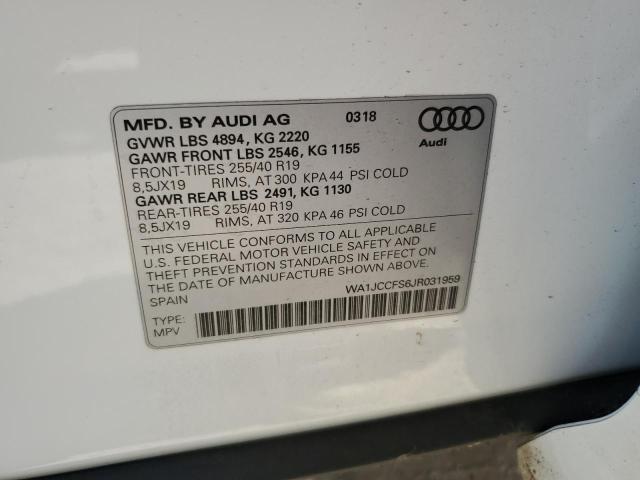 MFD. BY AUDI AG 0318
GVWR LBS 4894, KG 2220
GAWR FRONT LBS 2546, KG 1155
FRONT-TIRES 255/40 R19
8,5JX19 RIMS, AT 300 KPA 44 PSI COLD
GAWR REAR LBS 2491, KG 1130
REAR-TIRES 255/40 R19
8,5JX19 RIMS, AT 320 KPA 46 PSI COLD
Audi
THIS VEHICLE CONFORMS TO ALL APPLICABLE
U.S. FEDERAL MOTOR VEHICLE SAFETY AND
THEFT PREVENTION STANDARDS IN EFFECT ON
THE DATE OF MANUFACTURE SHOWN ABOVE.
SPAIN WA1JCCFS6JR031959
TYPE:
MPV